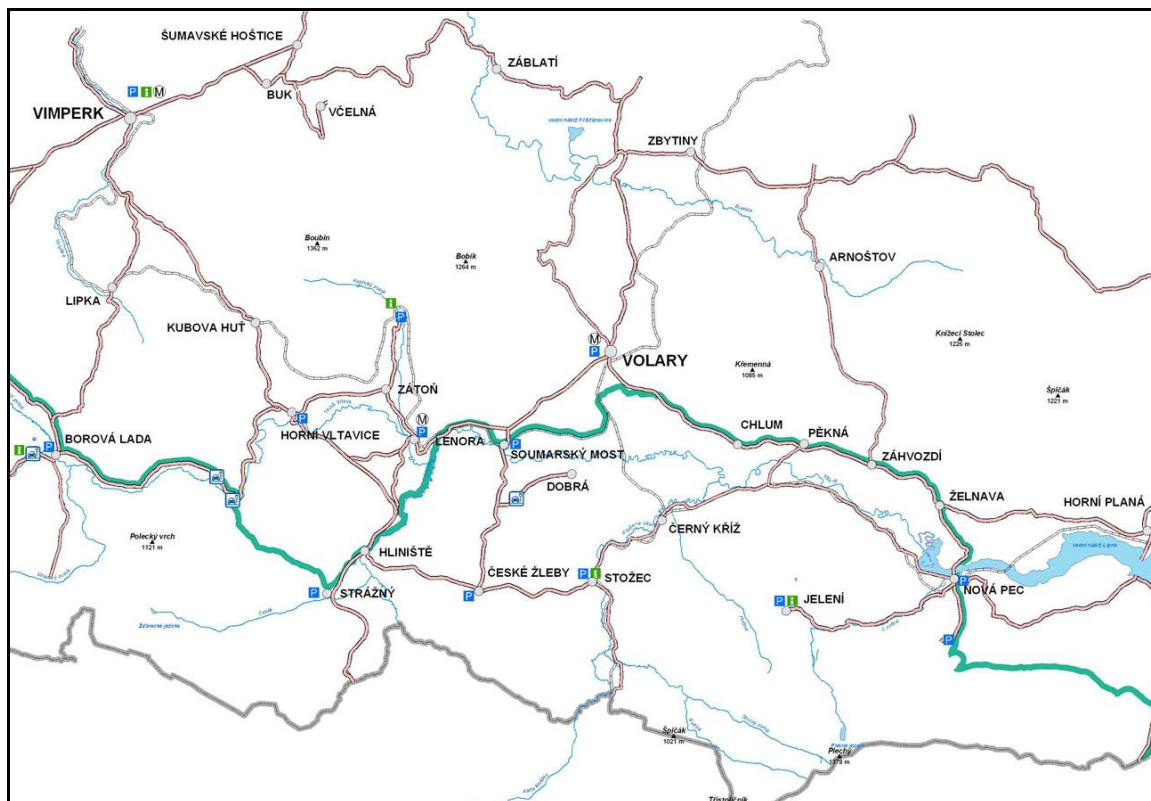 ŠUMAVSKÉ HOŠTICE
ZÁBLATÍ
P i M
BUK
VČELNÁ
VIMPERK
ZBYTINY
Boubín
1362 m
Bobík
1264 m
ARNOŠTOV
LIPKA
KUBOVA HUŤ
i
P
M
P
VOLARY
Knížecí Stolec
1226 m
Křemenná
1085 m
Špičák
1221 m
ZÁTOŇ
M
P
P
HORNÍ VLTAVICE
LENORA
CHLUM
PĚKNÁ
i
P
BOROVÁ LADA
P
SOUMARSKÝ MOST
ZÁHVOZDÍ
DOBRÁ
ŽELNAVA
HORNÍ PLANÁ
ČERNÝ KŘÍŽ
Polecký vrch
1121 m
HLINIŠTĚ
ČESKÉ ŽLEBY
P i
STOŽEC
P
STRÁŽNÝ
P
P
NOVÁ PEC
P i
JELENÍ
P
Špičák
1021 m
Plechý
1378 m
Třístoličník